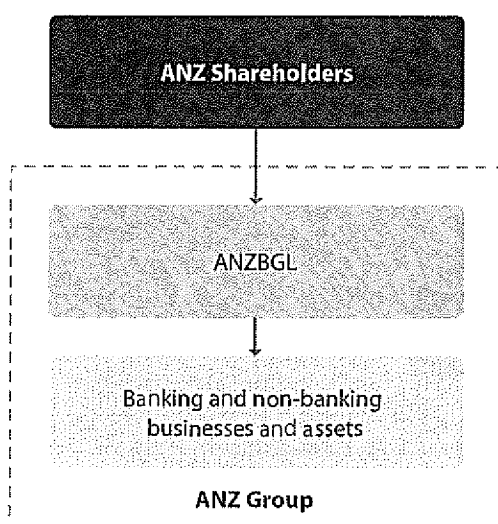 ANZ Shareholders
ANZBGL
Banking and non-banking
businesses and assets
ANZ Group